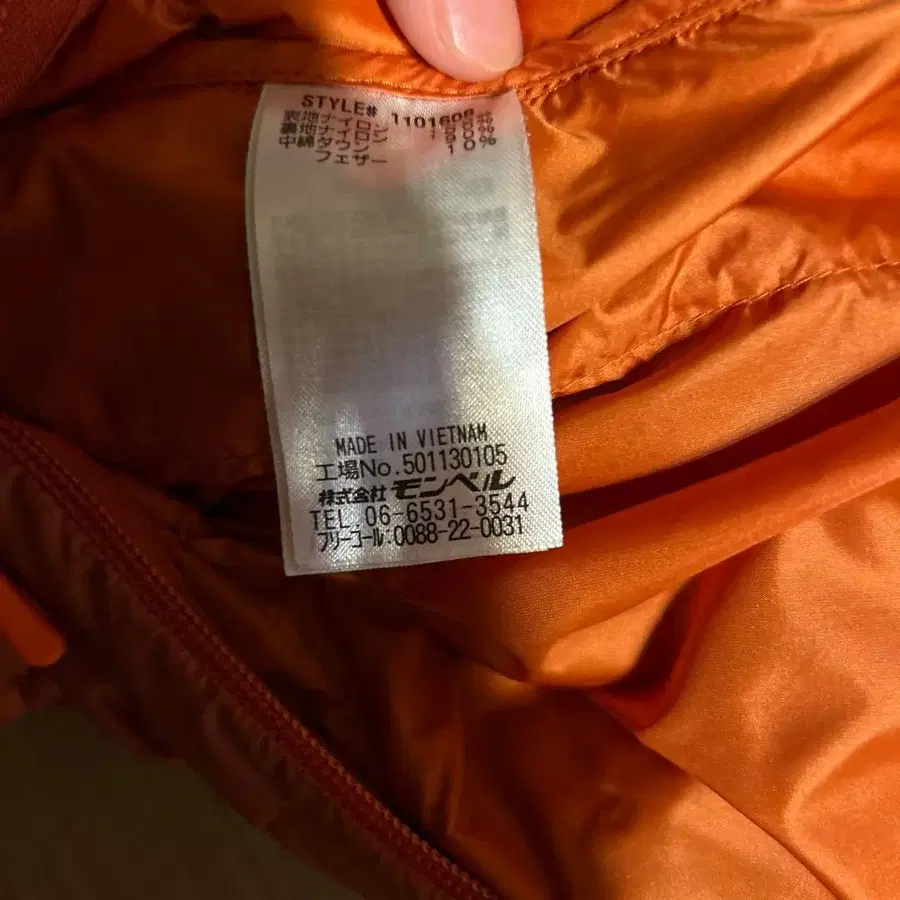 STYLE# 1101606
表地ナイロン 100%
裏地ナイロン 100%
中綿ダウン 90%
フェザー 10%
MADE IN VIETNAM
工場No.501130105
株式会社 モンベル
TEL. 06-6531-3544
フリーコール:0088-22-0031